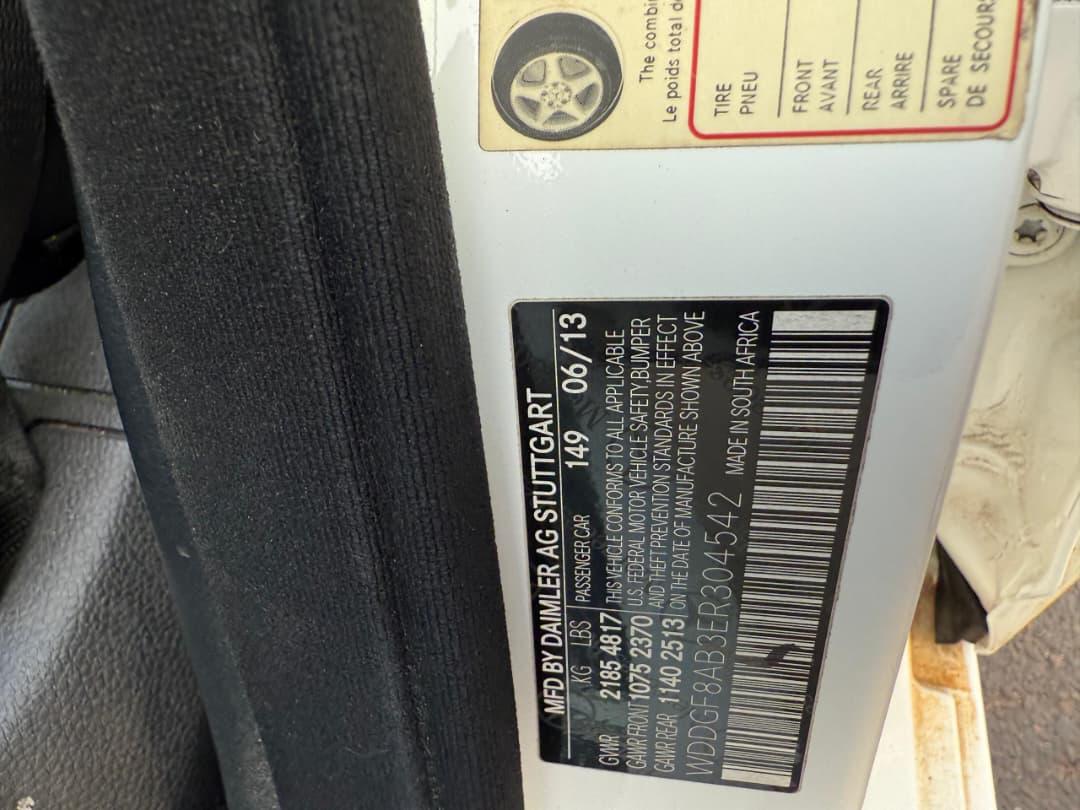 MFD BY DAIMLER AG STUTTGART
KG LBS PASSENGER CAR 149 06/13
GVWR 2185 4817 THIS VEHICLE CONFORMS TO ALL APPLICABLE
GAWR FRONT 1075 2370 U.S. FEDERAL MOTOR VEHICLE SAFETY,BUMPER
GAWR REAR 1140 2513 AND THEFT PREVENTION STANDARDS IN EFFECT
ON THE DATE OF MANUFACTURE SHOWN ABOVE
WDDGF8AB3ER304542 MADE IN SOUTH AFRICA
The
Le poids total
TIRE
PNEU
FRONT
AVANT
REAR
ARRIERE
SPARE
DE SECOURS